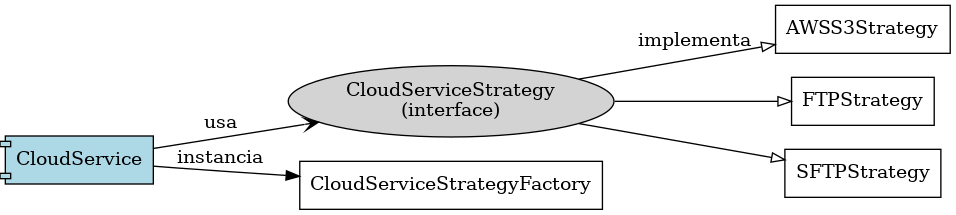 CloudService
usa
instancia
CloudServiceStrategy
(interface)
CloudServiceStrategyFactory
implementa
AWSS3Strategy
FTPStrategy
SFTPStrategy